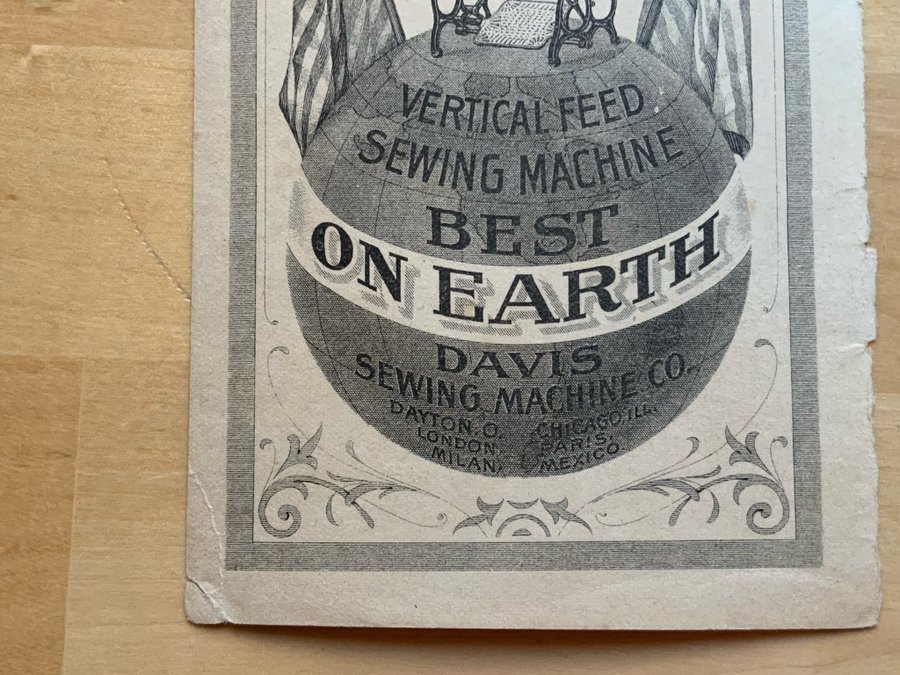 VERTICAL FEED
SEWING MACHINE
BEST
ON EARTH
DAVIS
SEWING MACHINE CO.
DAYTON, O. CHICAGO, ILL.
LONDON PARIS,
MILAN, MEXICO